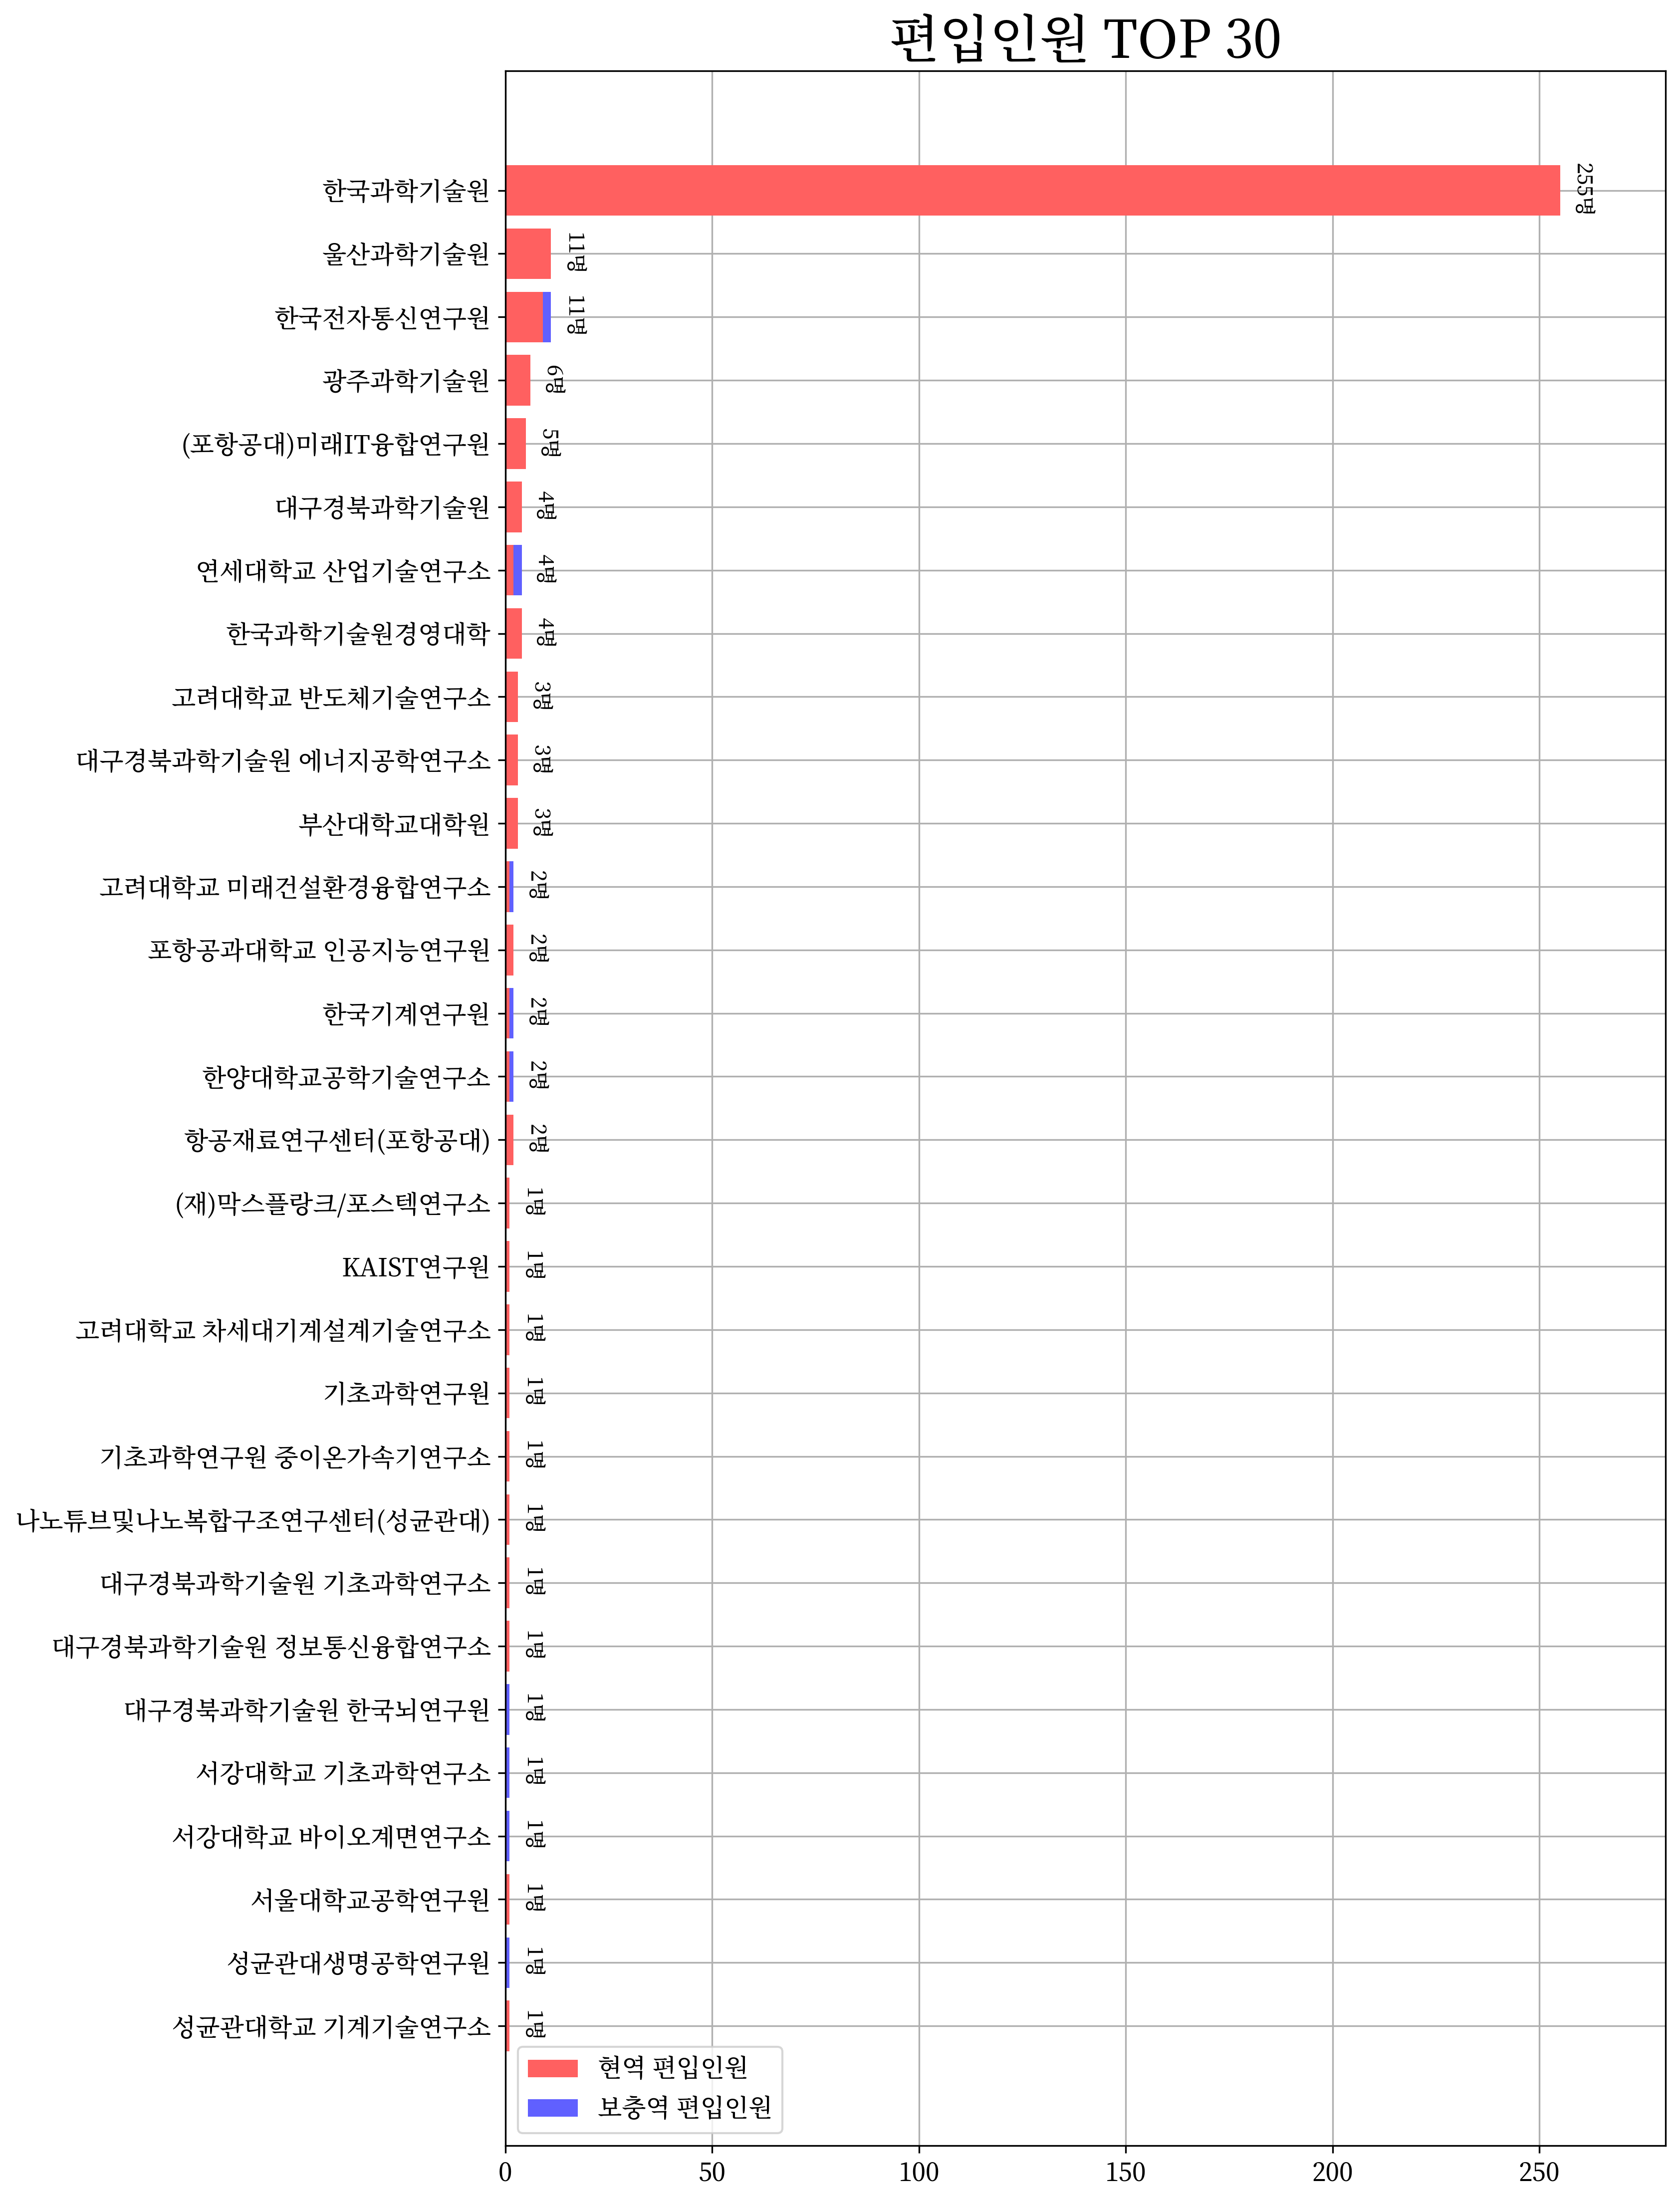 편입인원 TOP 30
한국과학기술원 255명
울산과학기술원 11명
한국전자통신연구원 11명
광주과학기술원 6명
(포항공대)미래IT융합연구원 5명
대구경북과학기술원 4명
연세대학교 산업기술연구소 4명
한국과학기술원경영대학 4명
고려대학교 반도체기술연구소 3명
대구경북과학기술원 에너지공학연구소 3명
부산대학교대학원 3명
고려대학교 미래건설환경융합연구소 2명
포항공과대학교 인공지능연구원 2명
한국기계연구원 2명
한양대학교공학기술연구소 2명
항공재료연구센터(포항공대) 2명
(재)막스플랑크/포스텍연구소 1명
KAIST연구원 1명
고려대학교 차세대기계설계기술연구소 1명
기초과학연구원 1명
기초과학연구원 중이온가속기연구소 1명
나노튜브및나노복합구조연구센터(성균관대) 1명
대구경북과학기술원 기초과학연구소 1명
대구경북과학기술원 정보통신융합연구소 1명
대구경북과학기술원 한국뇌연구원 1명
서강대학교 기초과학연구소 1명
서강대학교 바이오계면연구소 1명
서울대학교공학연구원 1명
성균관대생명공학연구원 1명
성균관대학교 기계기술연구소 1명
현역 편입인원
보충역 편입인원
0 50 100 150 200 250